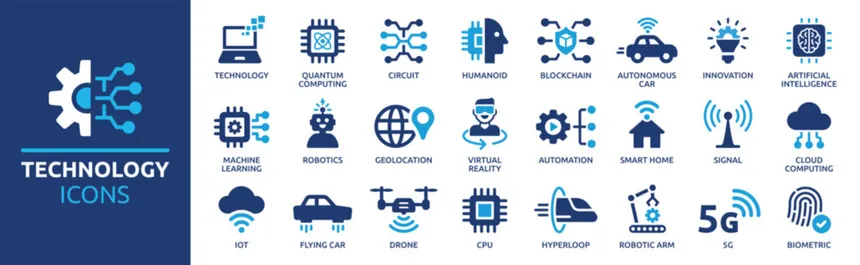 TECHNOLOGY
ICONS
TECHNOLOGY
QUANTUM
COMPUTING
CIRCUIT
HUMANOID
BLOCKCHAIN
AUTONOMOUS
CAR
INNOVATION
ARTIFICIAL
INTELLIGENCE
MACHINE
LEARNING
ROBOTICS
GEOLOCATION
VIRTUAL
REALITY
AUTOMATION
SMART HOME
SIGNAL
CLOUD
COMPUTING
IOT
FLYING CAR
DRONE
CPU
HYPERLOOP
ROBOTIC ARM
5G
5G
BIOMETRIC